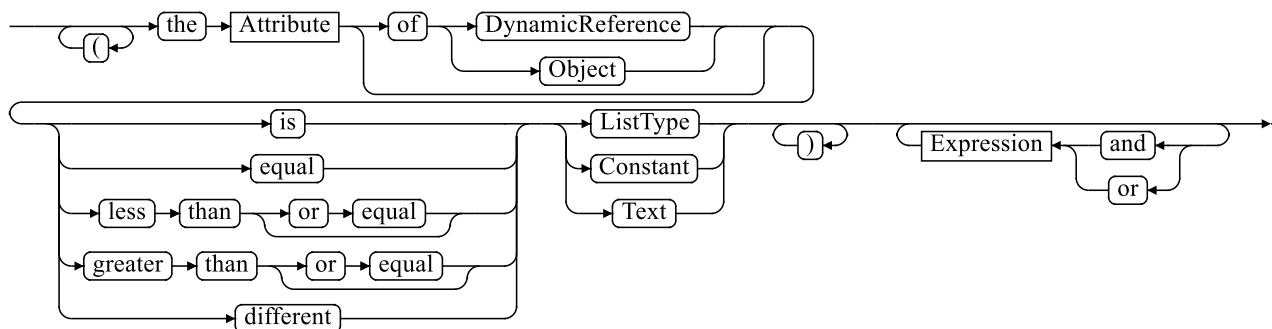 the Attribute of DynamicReference
(
Object
is ListType )
Expression and
equal Constant
or
less than or equal Text
greater than or equal
different